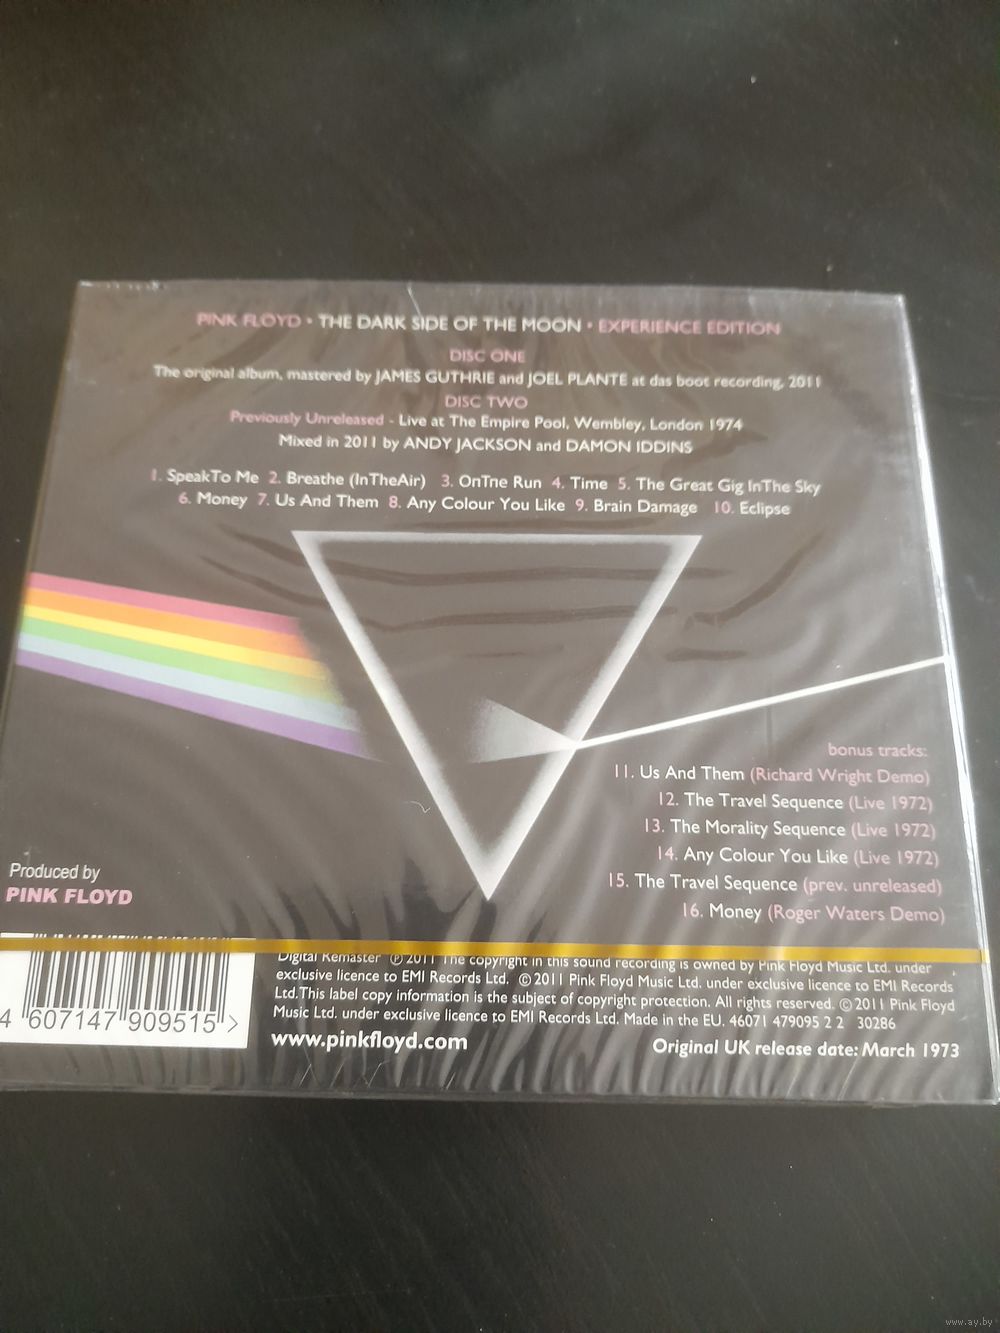 PINK FLOYD • THE DARK SIDE OF THE MOON • EXPERIENCE EDITION
DISC ONE
The original album, mastered by JAMES GUTHRIE and JOEL PLANTE at das boot recording, 2011
DISC TWO
Previously Unreleased - Live at The Empire Pool, Wembley, London 1974
Mixed in 2011 by ANDY JACKSON and DAMON IDDINS
1. SpeakTo Me 2. Breathe (InTheAir) 3. OnTne Run 4. Time 5. The Great Gig InThe Sky
6. Money 7. Us And Them 8. Any Colour You Like 9. Brain Damage 10. Eclipse
bonus tracks:
11. Us And Them (Richard Wright Demo)
12. The Travel Sequence (Live 1972)
13. The Morality Sequence (Live 1972)
14. Any Colour You Like (Live 1972)
15. The Travel Sequence (prev. unreleased)
16. Money (Roger Waters Demo)
Produced by
PINK FLOYD
4 607147 909515 >
Digital Remaster ℗ 2011 The copyright in this sound recording is owned by Pink Floyd Music Ltd. under
exclusive licence to EMI Records Ltd. © 2011 Pink Floyd Music Ltd. under exclusive licence to EMI Records
Ltd.This label copy information is the subject of copyright protection. All rights reserved. © 2011 Pink Floyd
Music Ltd. under exclusive licence to EMI Records Ltd. Made in the EU. 46071 479095 2 2 30286
www.pinkfloyd.com
Original UK release date: March 1973
www.ay.by